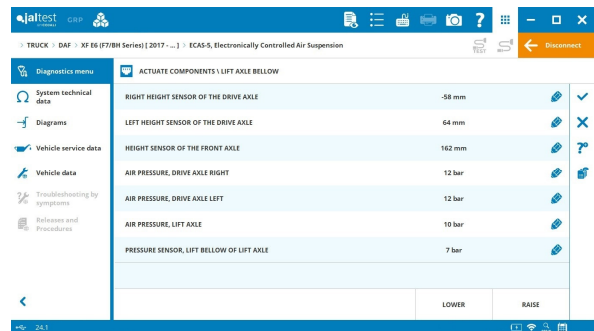 jaltest GRP
BY COJALI
?
TRUCK > DAF > XF E6 (F7/BH Series) [ 2017 - ... ] > ECAS-5, Electronically Controlled Air Suspension
TEST
Disconnect
Diagnostics menu
ACTUATE COMPONENTS \ LIFT AXLE BELLOW
System technical
data
Diagrams
Vehicle service data
Vehicle data
Troubleshooting by
symptoms
Releases and
Procedures
RIGHT HEIGHT SENSOR OF THE DRIVE AXLE -58 mm
LEFT HEIGHT SENSOR OF THE DRIVE AXLE 64 mm
HEIGHT SENSOR OF THE FRONT AXLE 162 mm
AIR PRESSURE, DRIVE AXLE RIGHT 12 bar
AIR PRESSURE, DRIVE AXLE LEFT 12 bar
AIR PRESSURE, LIFT AXLE 10 bar
PRESSURE SENSOR, LIFT BELLOW OF LIFT AXLE 7 bar
LOWER RAISE
24.1